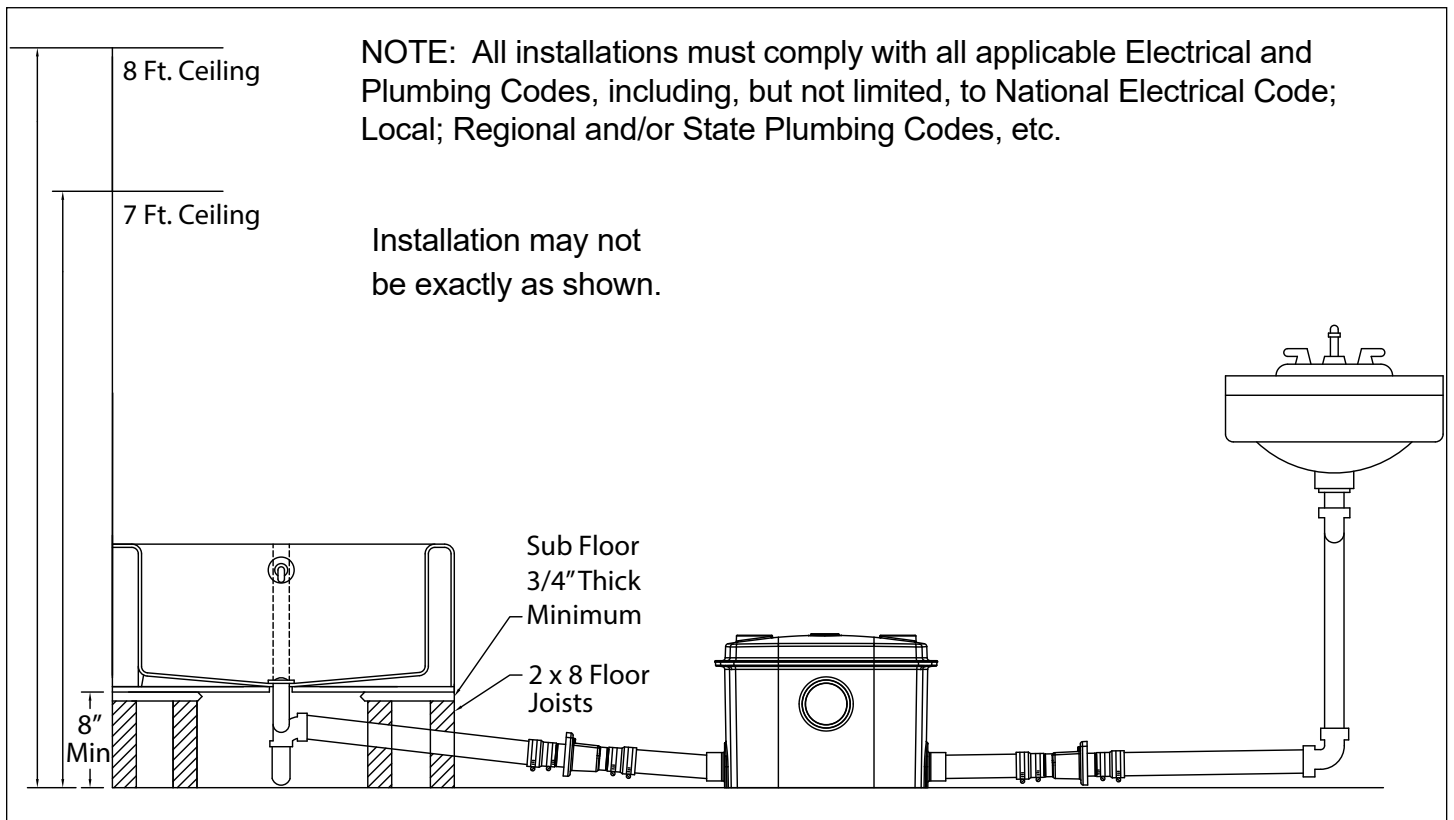 8 Ft. Ceiling
NOTE:  All installations must comply with all applicable Electrical and
Plumbing Codes, including, but not limited, to National Electrical Code;
Local; Regional and/or State Plumbing Codes, etc.
7 Ft. Ceiling
Installation may not
be exactly as shown.
Sub Floor
3/4” Thick
Minimum
2 x 8 Floor
Joists
8”
Min